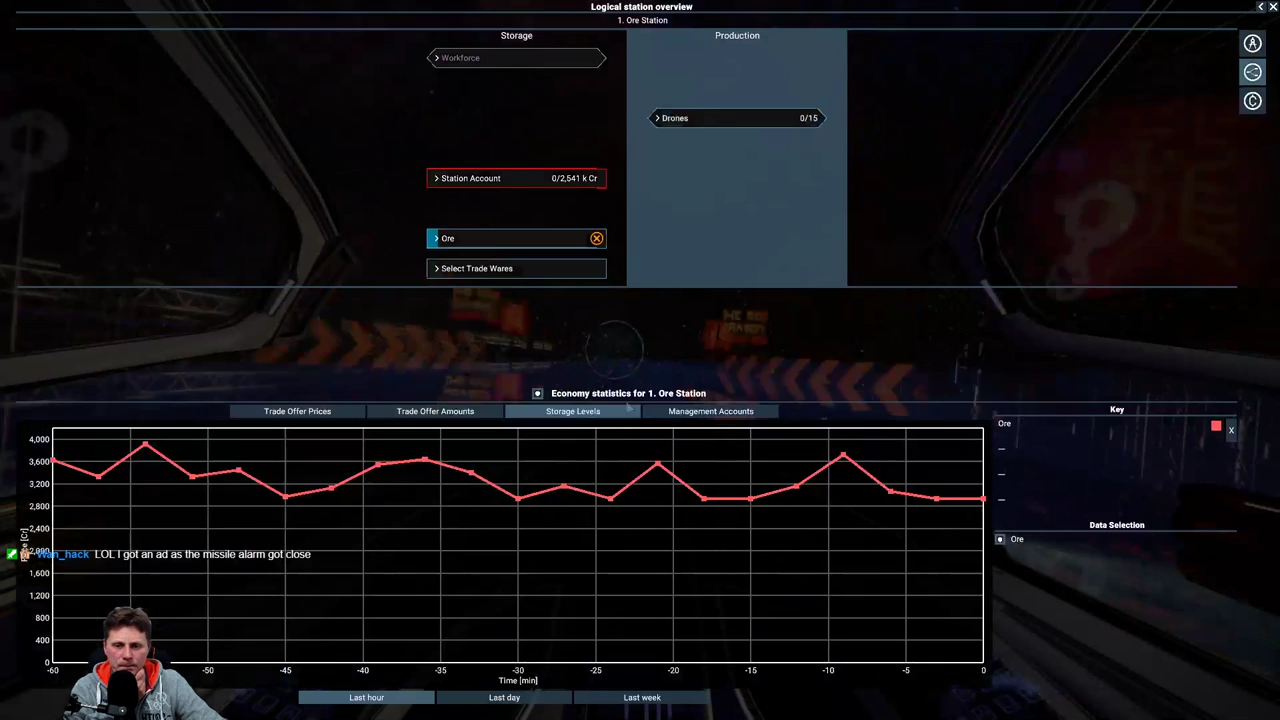 Logical station overview
1. Ore Station
Storage
Production
Workforce
Drones 0/15
Station Account 0/2,541 k Cr
Ore
Select Trade Wares
Economy statistics for 1. Ore Station
Trade Offer Prices
Trade Offer Amounts
Storage Levels
Management Accounts
Key
Ore
X
Data Selection
Ore
4,000
3,600
3,200
2,800
2,400
1,600
1,200
800
400
0
Wan_hack LOL I got an ad as the missile alarm got close
-60
-50
-45
-40
-35
-30
-25
-20
-15
-10
-5
0
Time [min]
Last hour
Last day
Last week